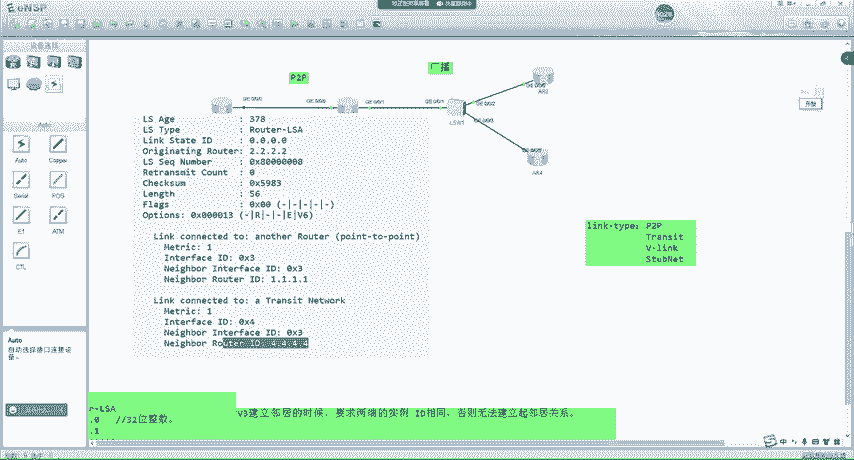 eNSP
P2P
广播
GE 0/0/0
GE 0/0/0
GE 0/0/1
GE 0/0/1
GE 0/0/2
GE 0/0/3
LSW1
AR4
LS Age : 378
LS Type : Router-LSA
Link State ID : 0.0.0.0
Originating Router: 2.2.2.2
LS Seq Number : 0x80000008
Retransmit Count : 0
Checksum : 0x5983
Length : 56
Flags : 0x00 (-|-|-|-|-)
Options: 0x000013 (-|R|-|-|E|V6)
Link connected to: another Router (point-to-point)
Metric: 1
Interface ID: 0x3
Neighbor Interface ID: 0x3
Neighbor Router ID: 1.1.1.1
Link connected to: a Transit Network
Metric: 1
Interface ID: 0x4
Neighbor Interface ID: 0x3
Neighbor Router ID: 4.4.4.4
link-type: P2P
Transit
V-link
StubNet
Auto
Auto
Copper
Serial
POS
E1
ATM
CTL
Auto
自动选择接口连接设备。
r-LSA
.0 //32位整数。
.1
V3建立邻居的时候，要求两端的实例 ID相同，否则无法建立起邻居关系。